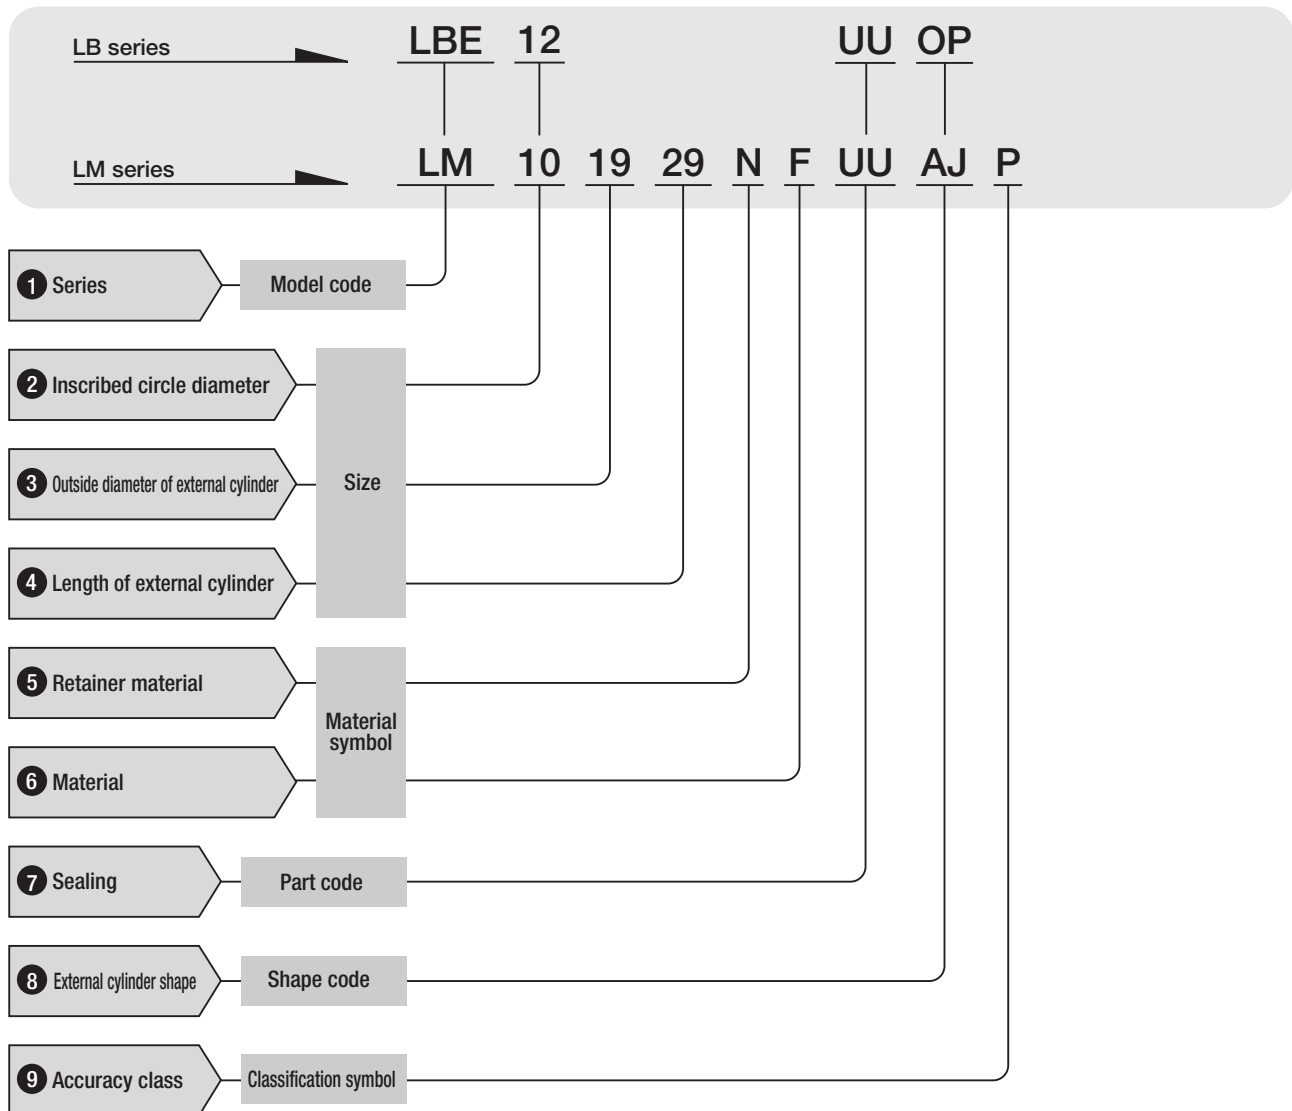 LB series LBE 12 UU OP
LM series LM 10 19 29 N F UU AJ P
1 Series Model code
2 Inscribed circle diameter
3 Outside diameter of external cylinder
Size
4 Length of external cylinder
5 Retainer material
Material
symbol
6 Material
7 Sealing Part code
8 External cylinder shape Shape code
9 Accuracy class Classification symbol